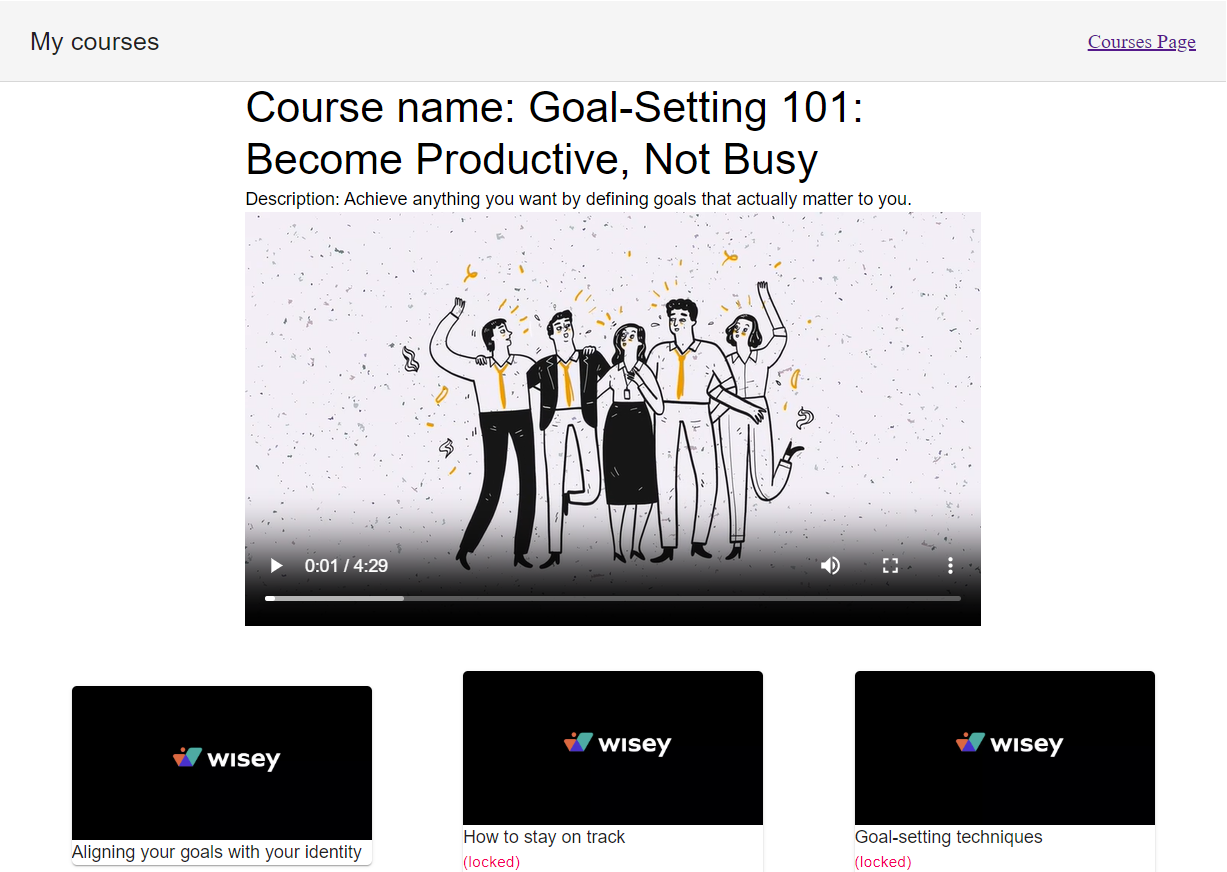 My courses
Courses Page
Course name: Goal-Setting 101:
Become Productive, Not Busy
Description: Achieve anything you want by defining goals that actually matter to you.
0:01 / 4:29
wisey
Aligning your goals with your identity
wisey
How to stay on track
(locked)
wisey
Goal-setting techniques
(locked)